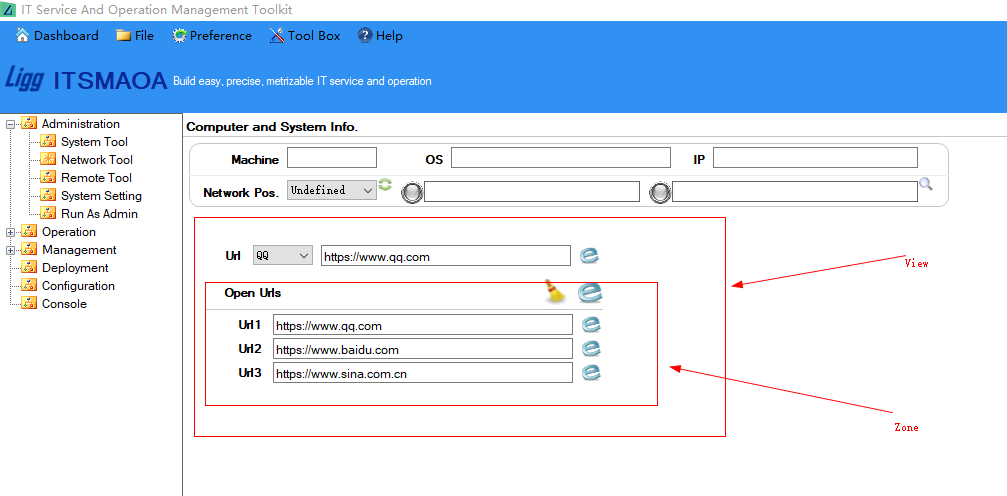 IT Service And Operation Management Toolkit
Dashboard File Preference Tool Box Help
Ligg ITSMAOA Build easy, precise, metrizable IT service and operation
Administration
System Tool
Network Tool
Remote Tool
System Setting
Run As Admin
Operation
Management
Deployment
Configuration
Console
Computer and System Info.
Machine OS IP
Network Pos. Undefined
Url QQ https://www.qq.com
Open Urls
Url1 https://www.qq.com
Url2 https://www.baidu.com
Url3 https://www.sina.com.cn
View
Zone